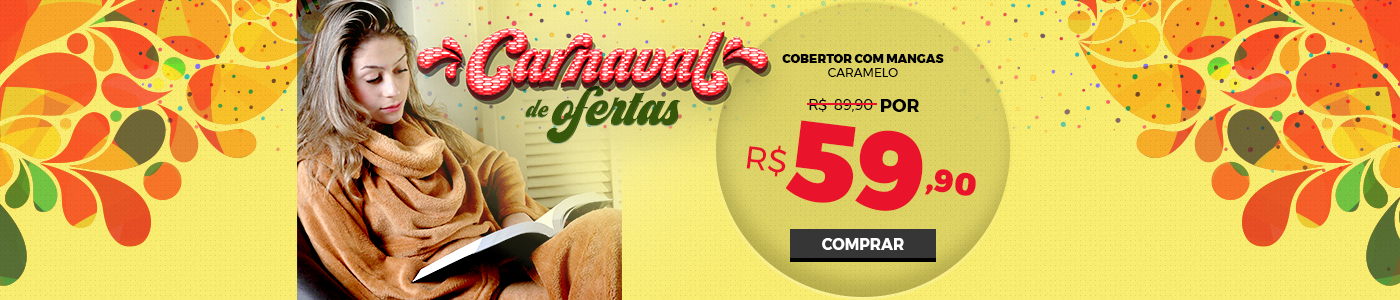 Carnaval
de ofertas
COBERTOR COM MANGAS
CARAMELO
R$ 89,90 POR
R$ 59,90
COMPRAR